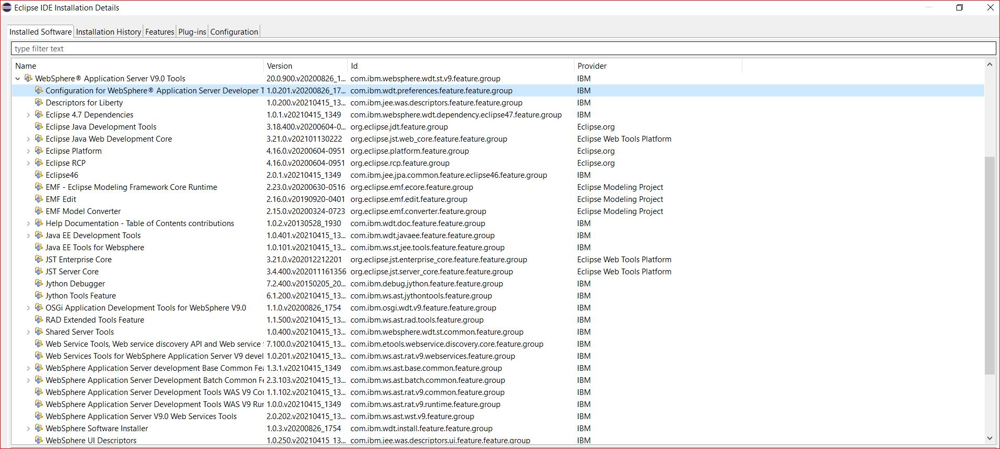 Eclipse IDE Installation Details
Installed Software Installation History Features Plug-ins Configuration
type filter text
Name Version Id Provider
WebSphere® Application Server V9.0 Tools 20.0.900.v20200826_1... com.ibm.websphere.wdt.st.v9.feature.group IBM
Configuration for WebSphere® Application Server Developer T 1.0.201.v20200826_17... com.ibm.wdt.preferences.feature.feature.group IBM
Descriptors for Liberty 1.0.200.v20210415_13... com.ibm.jee.was.descriptors.feature.feature.group IBM
Eclipse 4.7 Dependencies 1.0.1.v20210415_1349 com.ibm.websphere.wdt.dependency.eclipse47.feature.group IBM
Eclipse Java Development Tools 3.18.400.v20200604-0... org.eclipse.jdt.feature.group Eclipse.org
Eclipse Java Web Development Core 3.21.0.v202101130222 org.eclipse.jst.web_core.feature.feature.group Eclipse Web Tools Platform
Eclipse Platform 4.16.0.v20200604-0951 org.eclipse.platform.feature.group Eclipse.org
Eclipse RCP 4.16.0.v20200604-0951 org.eclipse.rcp.feature.group Eclipse.org
Eclipse46 2.0.1.v20210415_1349 com.ibm.jee.jpa.common.feature.eclipse46.feature.group IBM
EMF - Eclipse Modeling Framework Core Runtime 2.23.0.v20200630-0516 org.eclipse.emf.ecore.feature.group Eclipse Modeling Project
EMF Edit 2.16.0.v20190920-0401 org.eclipse.emf.edit.feature.group Eclipse Modeling Project
EMF Model Converter 2.15.0.v20200324-0723 org.eclipse.emf.converter.feature.group Eclipse Modeling Project
Help Documentation - Table of Contents contributions 1.0.2.v20130528_1930 com.ibm.wdt.doc.feature.feature.group IBM
Java EE Development Tools 1.0.401.v20210415_13... com.ibm.wdt.javaee.feature.feature.group IBM
Java EE Tools for Websphere 1.0.101.v20210415_13... com.ibm.ws.st.jee.tools.feature.feature.group IBM
JST Enterprise Core 3.21.0.v202012212201 org.eclipse.jst.enterprise_core.feature.feature.group Eclipse Web Tools Platform
JST Server Core 3.4.400.v202011161356 org.eclipse.jst.server_core.feature.feature.group Eclipse Web Tools Platform
Jython Debugger 7.2.400.v20150205_20... com.ibm.debug.jython.feature.feature.group IBM
Jython Tools Feature 6.1.200.v20210415_13... com.ibm.ws.ast.jythontools.feature.group IBM
OSGi Application Development Tools for WebSphere V9.0 1.1.0.v20200826_1754 com.ibm.osgi.wdt.v9.feature.feature.group IBM
RAD Extended Tools Feature 1.1.500.v20210415_13... com.ibm.ws.ast.rad.tools.feature.group IBM
Shared Server Tools 1.0.400.v20210415_13... com.ibm.websphere.wdt.st.common.feature.group IBM
Web Service Tools, Web service discovery API and Web service 7.100.0.v20210415_13... com.ibm.etools.webservice.discovery.core.feature.group IBM
Web Services Tools for WebSphere Application Server V9 devel 1.0.201.v20210415_13... com.ibm.ws.ast.rat.v9.webservices.feature.group IBM
WebSphere Application Server development Base Common Fea 1.3.1.v20210415_1349 com.ibm.ws.ast.base.common.feature.group IBM
WebSphere Application Server Development Batch Common Fe 2.3.103.v20210415_13... com.ibm.ws.ast.batch.common.feature.group IBM
WebSphere Application Server Development Tools WAS V9 Cor 1.1.102.v20210415_13... com.ibm.ws.ast.rat.v9.common.feature.group IBM
WebSphere Application Server Development Tools WAS V9 Rur 1.0.0.v20210415_1349 com.ibm.ws.ast.rat.v9.runtime.feature.group IBM
WebSphere Application Server V9.0 Web Services Tools 2.0.202.v20210415_13... com.ibm.ws.ast.wst.v9.feature.group IBM
WebSphere Software Installer 1.0.3.v20200826_1754 com.ibm.wdt.install.feature.feature.group IBM
WebSphere UI Descriptors 1.0.250.v20210415_13... com.ibm.jee.was.descriptors.ui.feature.feature.group IBM